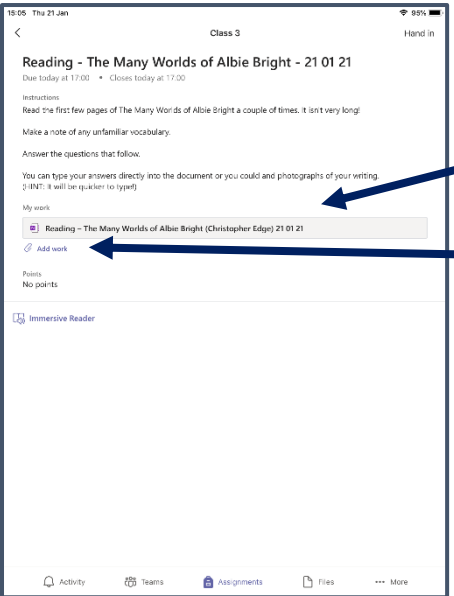 15:05 Thu 21 Jan 95%
Class 3 Hand in
Reading - The Many Worlds of Albie Bright - 21 01 21
Due today at 17:00 • Closes today at 17:00
Instructions
Read the first few pages of The Many Worlds of Albie Bright a couple of times. It isn't very long!
Make a note of any unfamiliar vocabulary.
Answer the questions that follow.
You can type your answers directly into the document or you could and photographs of your writing.
(HINT: It will be quicker to type!)
My work
Reading – The Many Worlds of Albie Bright (Christopher Edge) 21 01 21
Add work
Points
No points
Immersive Reader
Activity Teams Assignments Files More